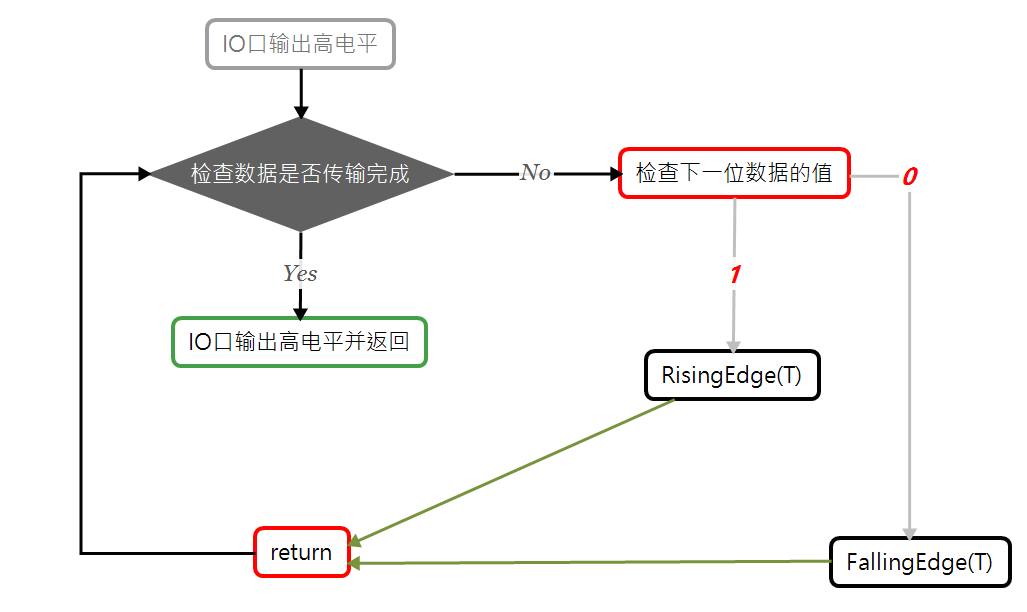 IO口输出高电平
检查数据是否传输完成
No
检查下一位数据的值
0
Yes
1
IO口输出高电平并返回
RisingEdge(T)
return
FallingEdge(T)